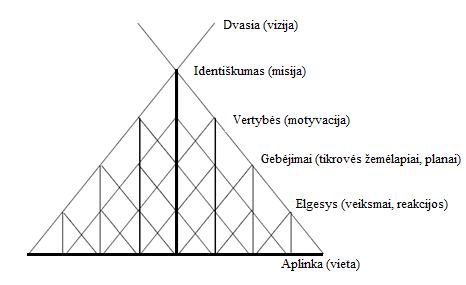 Dvasia (vizija)
Identiškumas (misija)
Vertybės (motyvacija)
Gebėjimai (tikrovės žemėlapiai, planai)
Elgesys (veiksmai, reakcijos)
Aplinka (vieta)